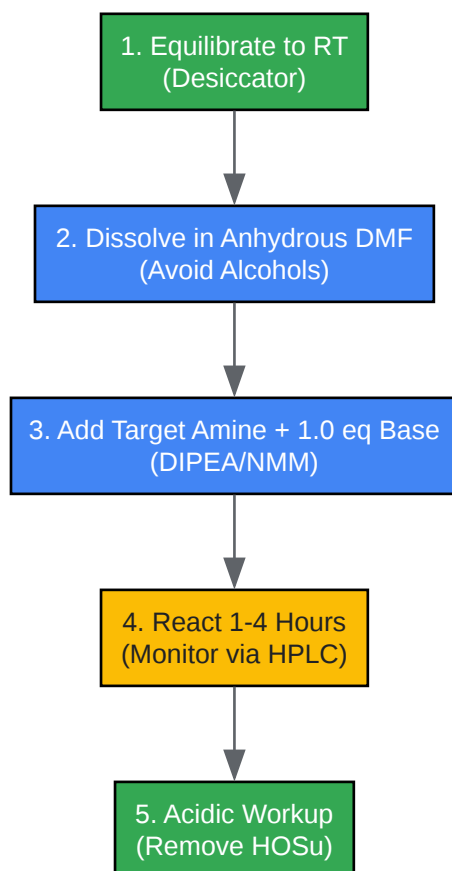 1. Equilibrate to RT
(Desiccator)
2. Dissolve in Anhydrous DMF
(Avoid Alcohols)
3. Add Target Amine + 1.0 eq Base
(DIPEA/NMM)
4. React 1-4 Hours
(Monitor via HPLC)
5. Acidic Workup
(Remove HOSu)